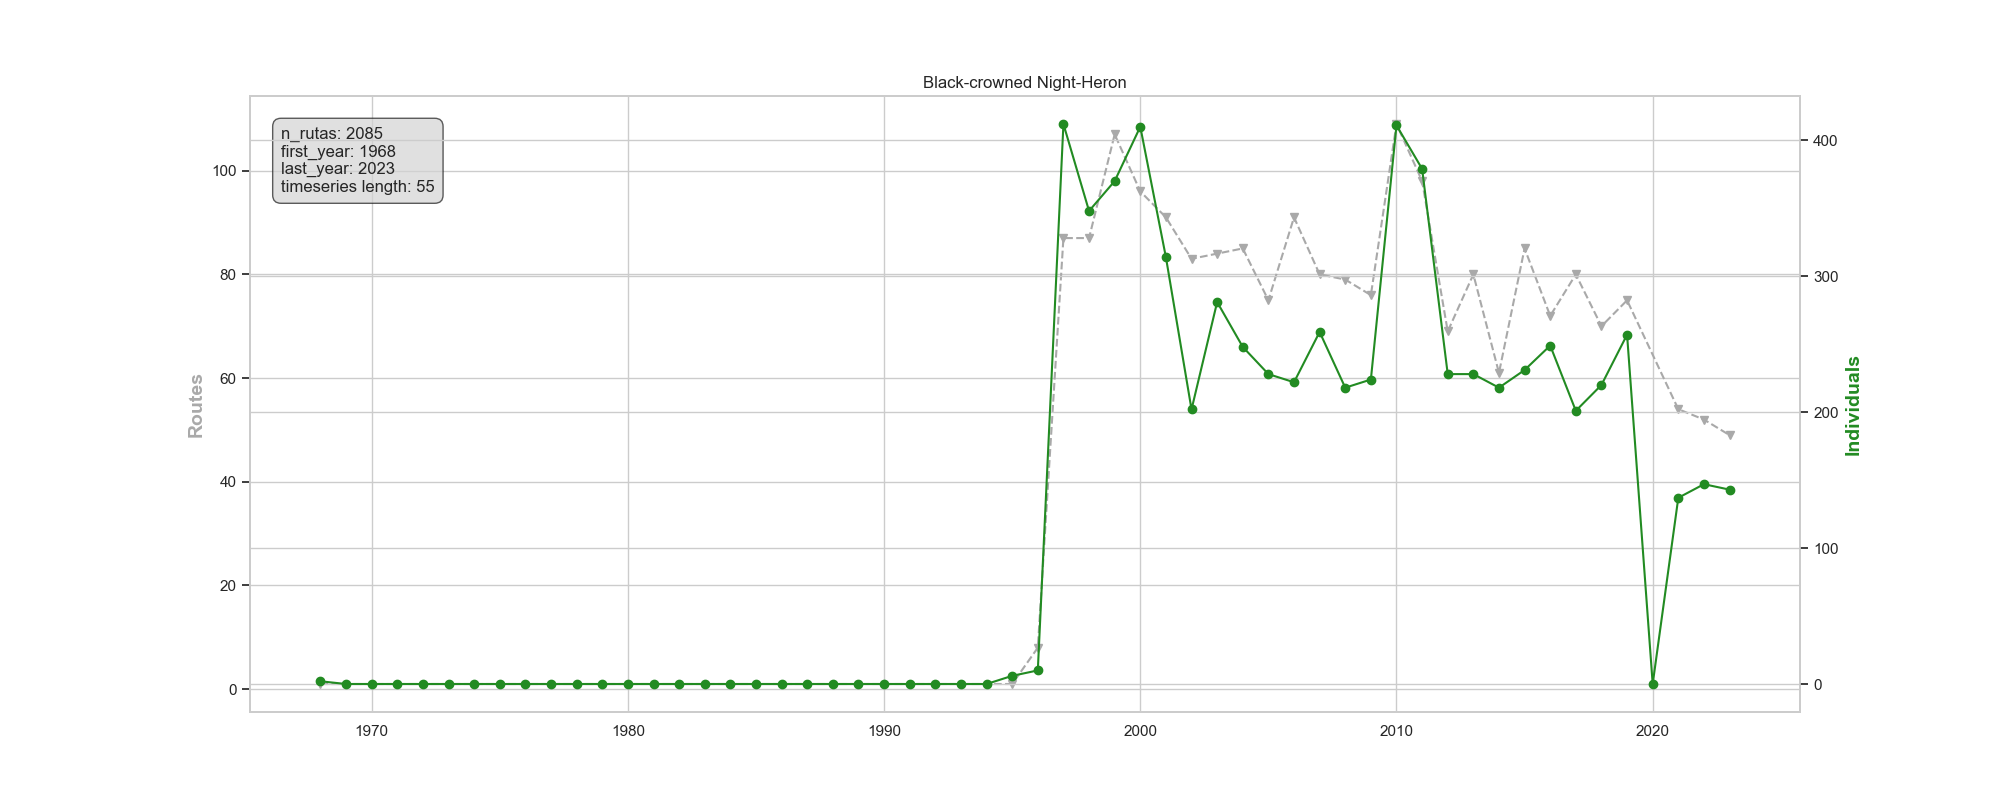 Black-crowned Night-Heron
n_rutas: 2085
first_year: 1968
last_year: 2023
timeseries length: 55
Routes
100
80
60
40
20
0
Individuals
400
300
200
100
0
1970
1980
1990
2000
2010
2020